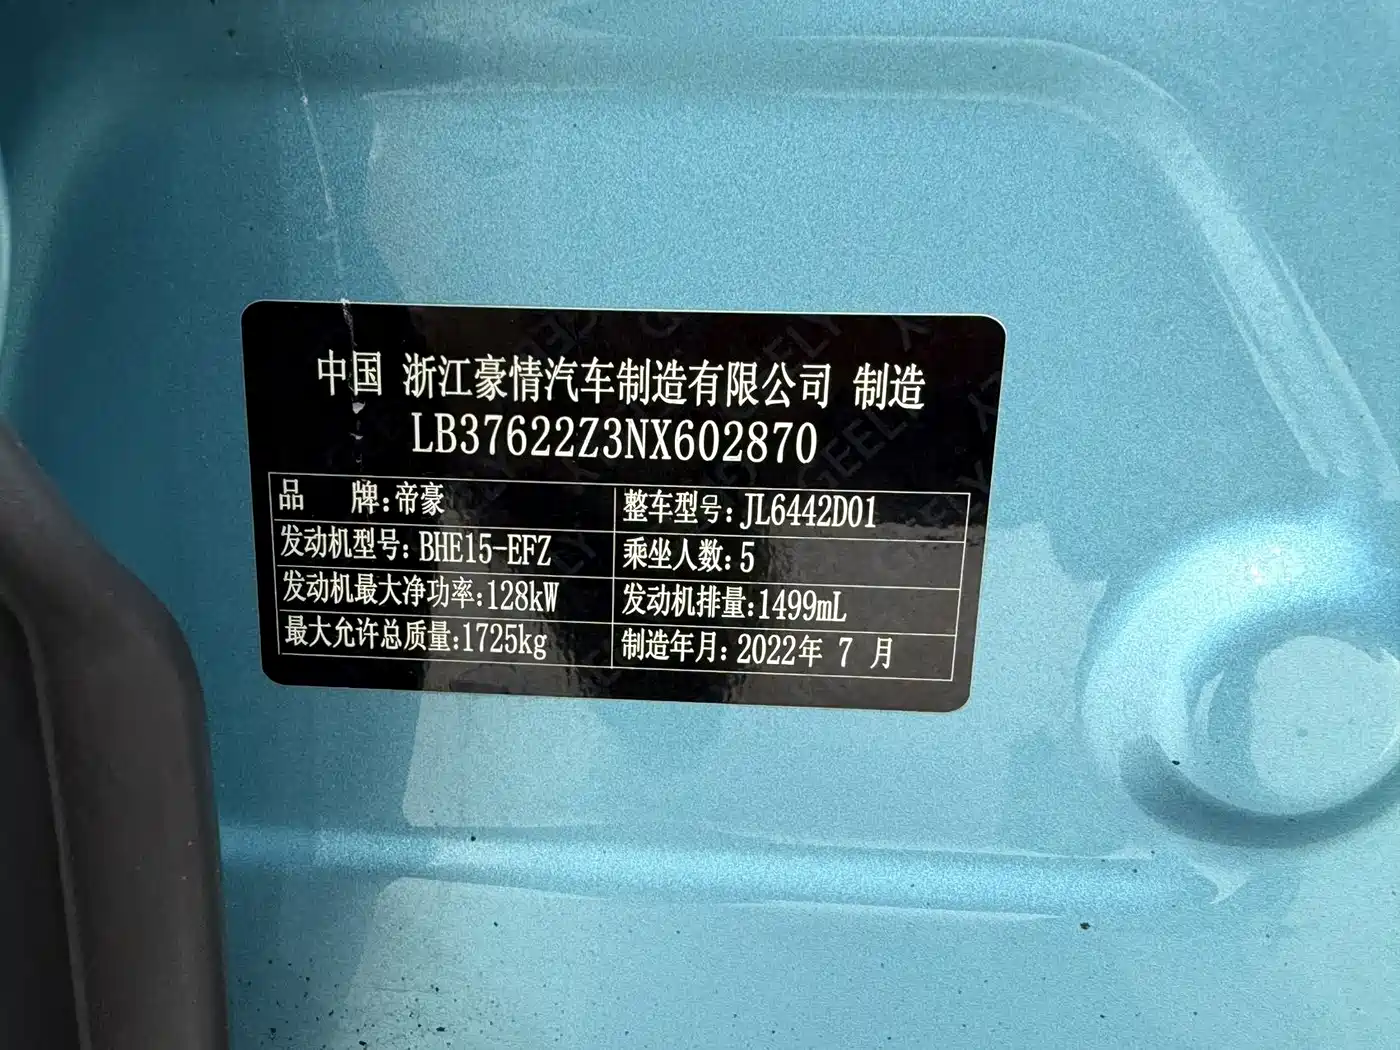 中国 浙江豪情汽车制造有限公司 制造
LB37622Z3NX602870
品 牌:帝豪 整车型号:JL6442D01
发动机型号:BHE15-EFZ 乘坐人数:5
发动机最大净功率:128kW 发动机排量:1499mL
最大允许总质量:1725kg 制造年月:2022年 7 月
GEELY